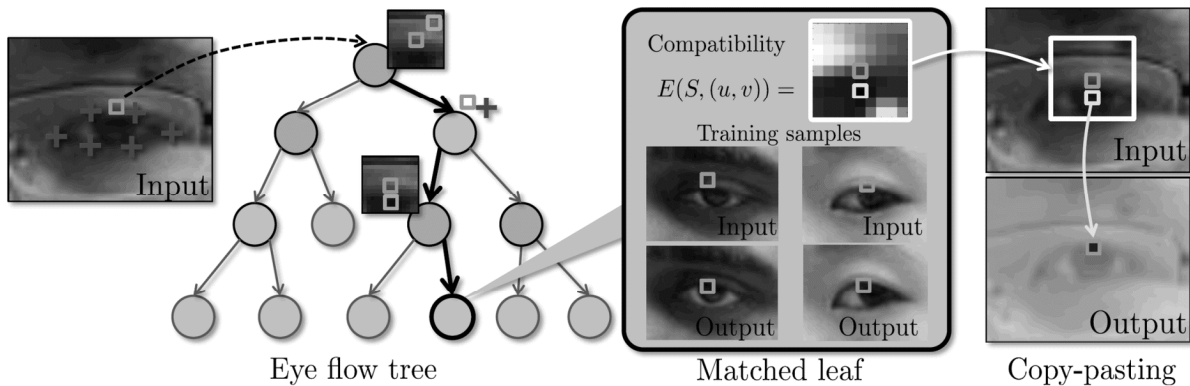 Input
Eye flow tree
Compatibility
E(S, (u, v)) =
Training samples
Input
Input
Output
Output
Matched leaf
Input
Output
Copy-pasting